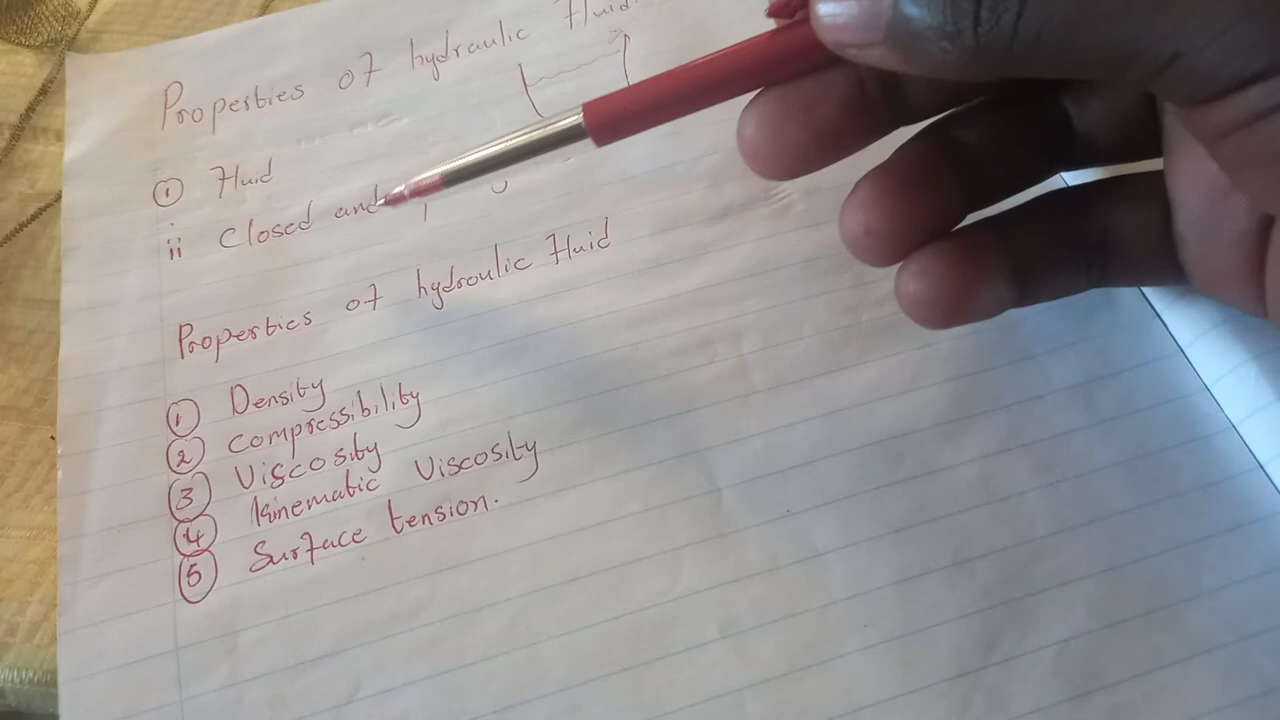 Properties of hydraulic Fluid.
① Fluid
ii Closed and
Properties of hydroulic Fluid
① Density
② Compressibility
③ Viscosity
④ Kinematic Viscosity
⑤ Surface tension.